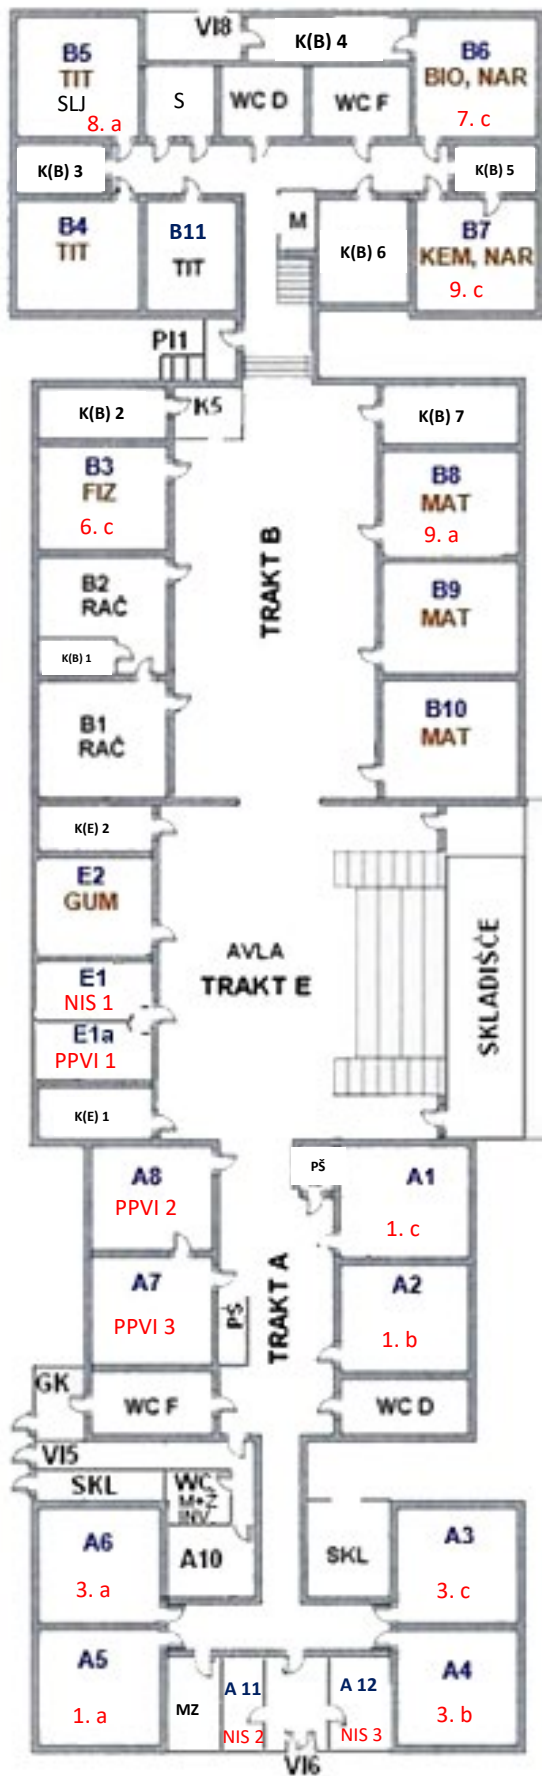 VI8
K(B) 4
B5
TIT
SLJ
8. a
S
WC D
WC F
B6
BIO, NAR
7. c
K(B) 3
K(B) 5
B4
TIT
B11
TIT
M
K(B) 6
B7
KEM, NAR
9. c
PI1
K(B) 2
K5
K(B) 7
B3
FIZ
6. c
B8
MAT
9. a
TRAKT B
B2
RAČ
B9
MAT
K(B) 1
B1
RAČ
B10
MAT
K(E) 2
E2
GUM
AVLA
TRAKT E
SKLADIŠČE
E1
NIS 1
E1a
PPVI 1
K(E) 1
A8
PPVI 2
PŠ
A1
1. c
A7
PPVI 3
PŠ
TRAKT A
A2
1. b
GK
WC F
WC D
VI5
SKL
WC
M+Ž
INV
A6
3. a
A10
SKL
A3
3. c
A5
1. a
MZ
A 11
NIS 2
A 12
NIS 3
A4
3. b
VI6